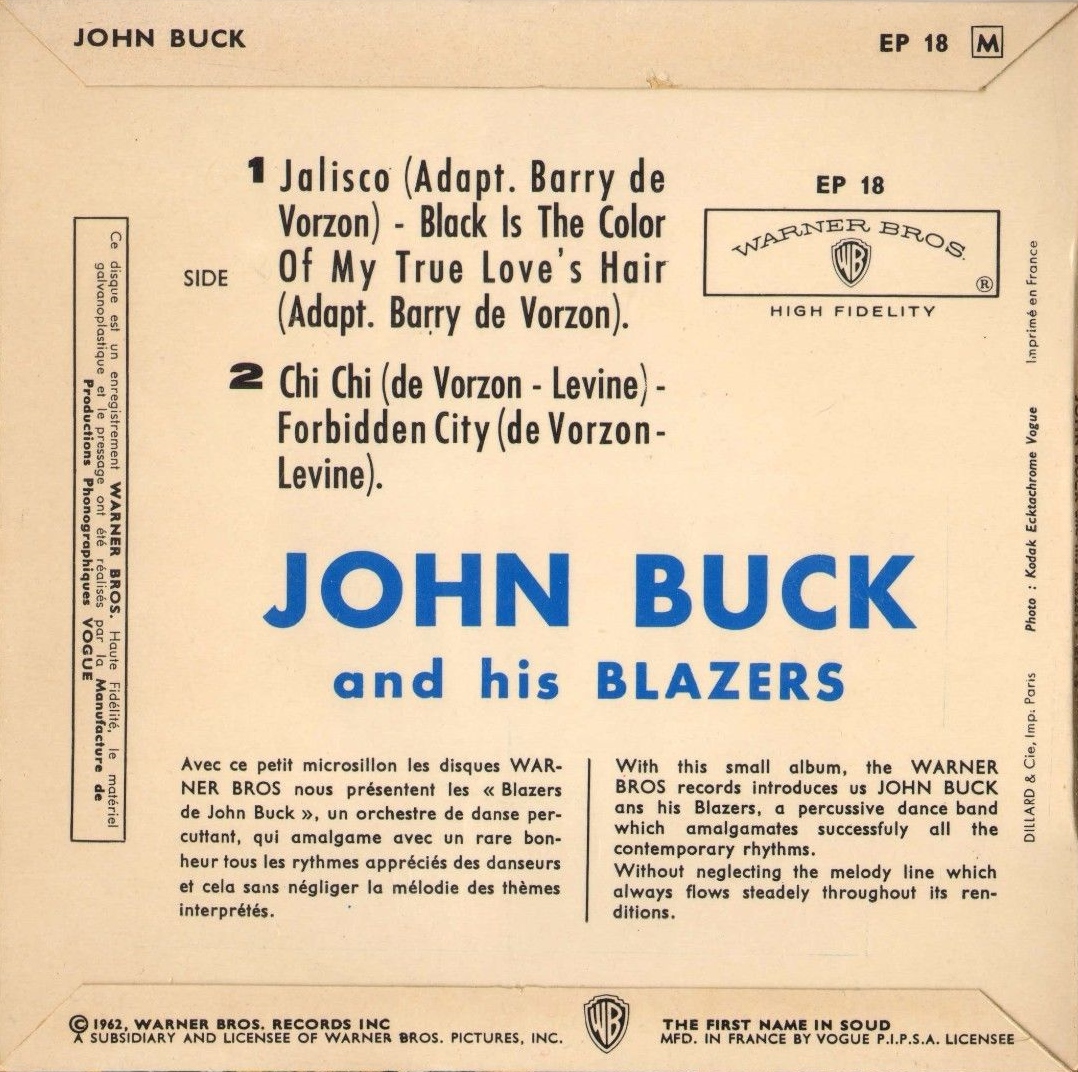 JOHN BUCK
EP 18 M
1 Jalisco (Adapt. Barry de
Vorzon) - Black Is The Color
SIDE Of My True Love's Hair
(Adapt. Barry de Vorzon).
2 Chi Chi (de Vorzon - Levine) -
Forbidden City (de Vorzon -
Levine).
EP 18
WARNER BROS.
WB
®
HIGH FIDELITY
Ce disque est un enregistrement WARNER BROS. Haute Fidélité, le matériel
galvanoplastique et le pressage ont été réalisés par la Manufacture de
Productions Phonographiques VOGUE
JOHN BUCK
and his BLAZERS
Avec ce petit microsillon les disques WAR-
NER BROS nous présentent les « Blazers
de John Buck », un orchestre de danse per-
cuttant, qui amalgame avec un rare bon-
heur tous les rythmes appréciés des danseurs
et cela sans négliger la mélodie des thèmes
interprétés.
With this small album, the WARNER
BROS records introduces us JOHN BUCK
ans his Blazers, a percussive dance band
which amalgamates successfuly all the
contemporary rhythms.
Without neglecting the melody line which
always flows steadely throughout its ren-
ditions.
DILLARD & Cie, Imp. Paris Photo : Kodak Ecktachrome Vogue Imprimé en France
© 1962, WARNER BROS. RECORDS INC
A SUBSIDIARY AND LICENSEE OF WARNER BROS. PICTURES, INC.
WB
THE FIRST NAME IN SOUD
MFD. IN FRANCE BY VOGUE P.I.P.S.A. LICENSEE